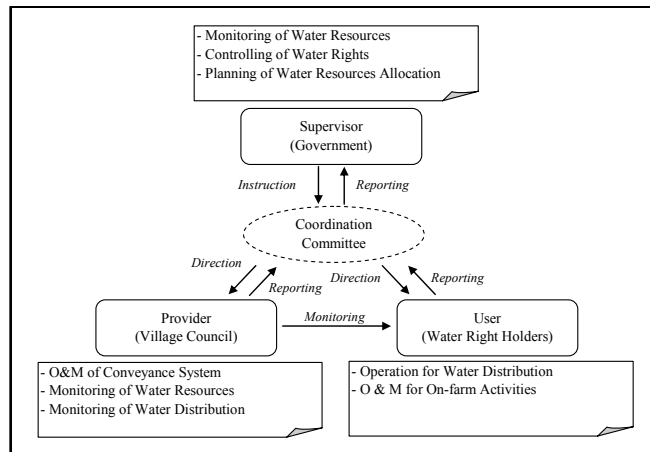 - Monitoring of Water Resources
- Controlling of Water Rights
- Planning of Water Resources Allocation
Supervisor
(Government)
Instruction
Reporting
Coordination
Committee
Direction
Reporting
Direction
Reporting
Provider
(Village Council)
Monitoring
User
(Water Right Holders)
- O&M of Conveyance System
- Monitoring of Water Resources
- Monitoring of Water Distribution
- Operation for Water Distribution
- O & M for On-farm Activities